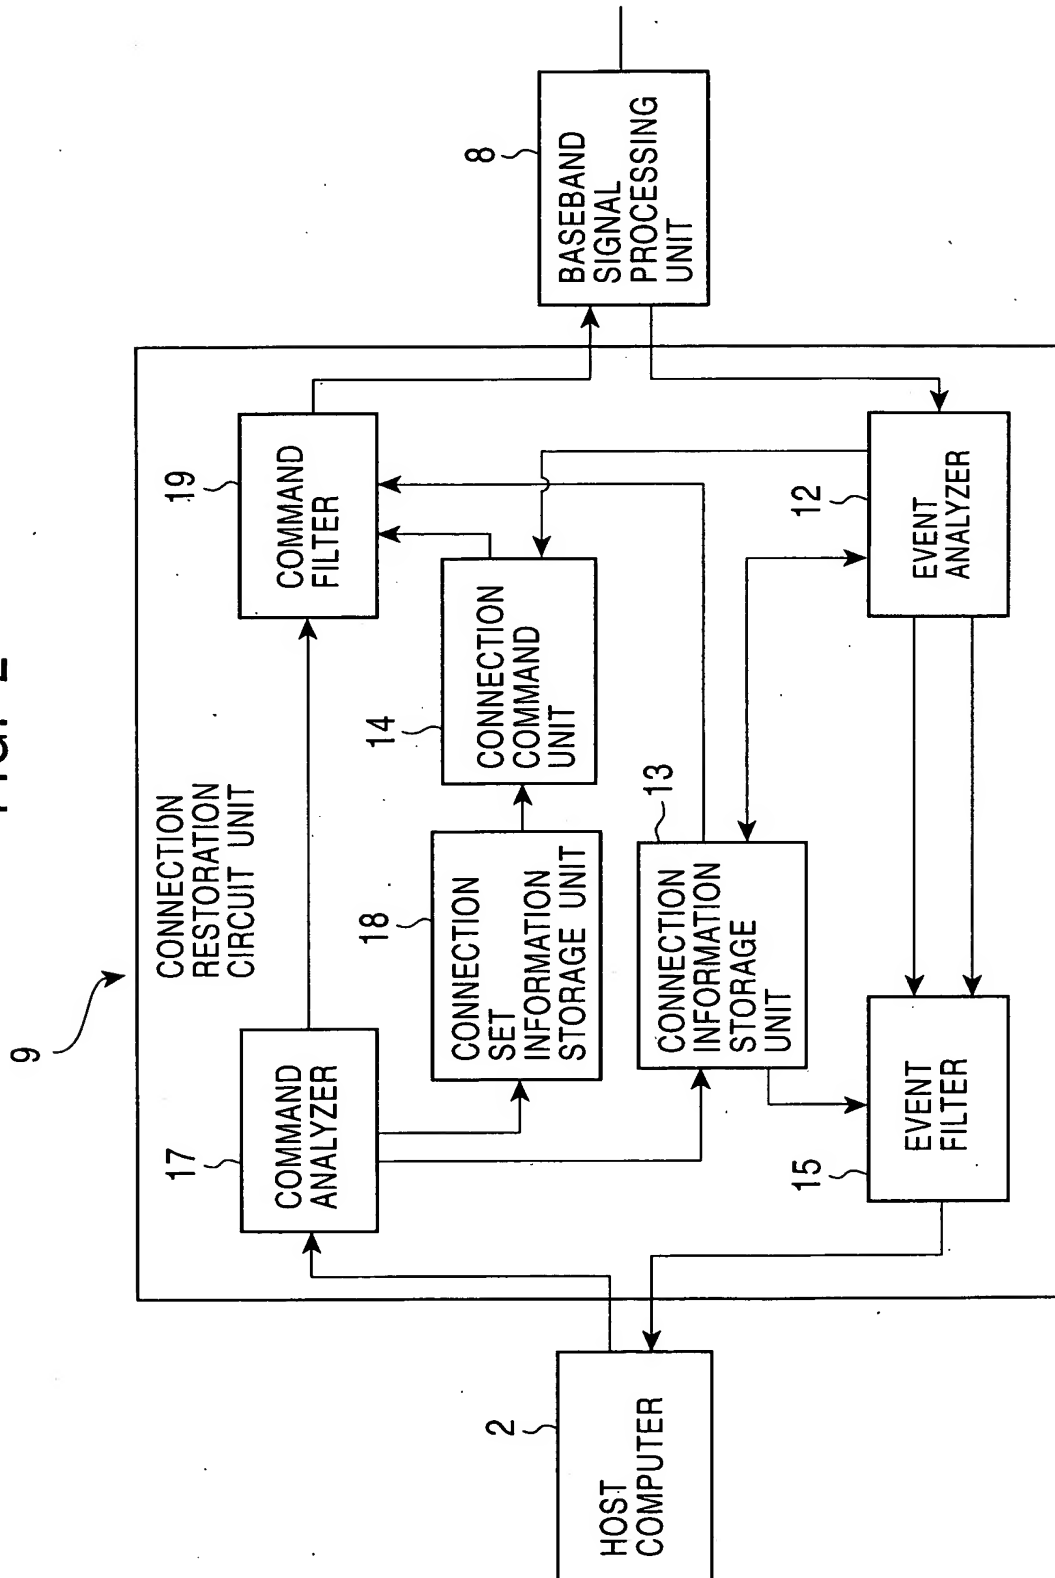 9
CONNECTION
RESTORATION
CIRCUIT UNIT
17
COMMAND
ANALYZER
19
COMMAND
FILTER
18
CONNECTION
SET
INFORMATION
STORAGE UNIT
14
CONNECTION
COMMAND
UNIT
13
CONNECTION
INFORMATION
STORAGE
UNIT
15
EVENT
FILTER
12
EVENT
ANALYZER
2
HOST
COMPUTER
8
BASEBAND
SIGNAL
PROCESSING
UNIT